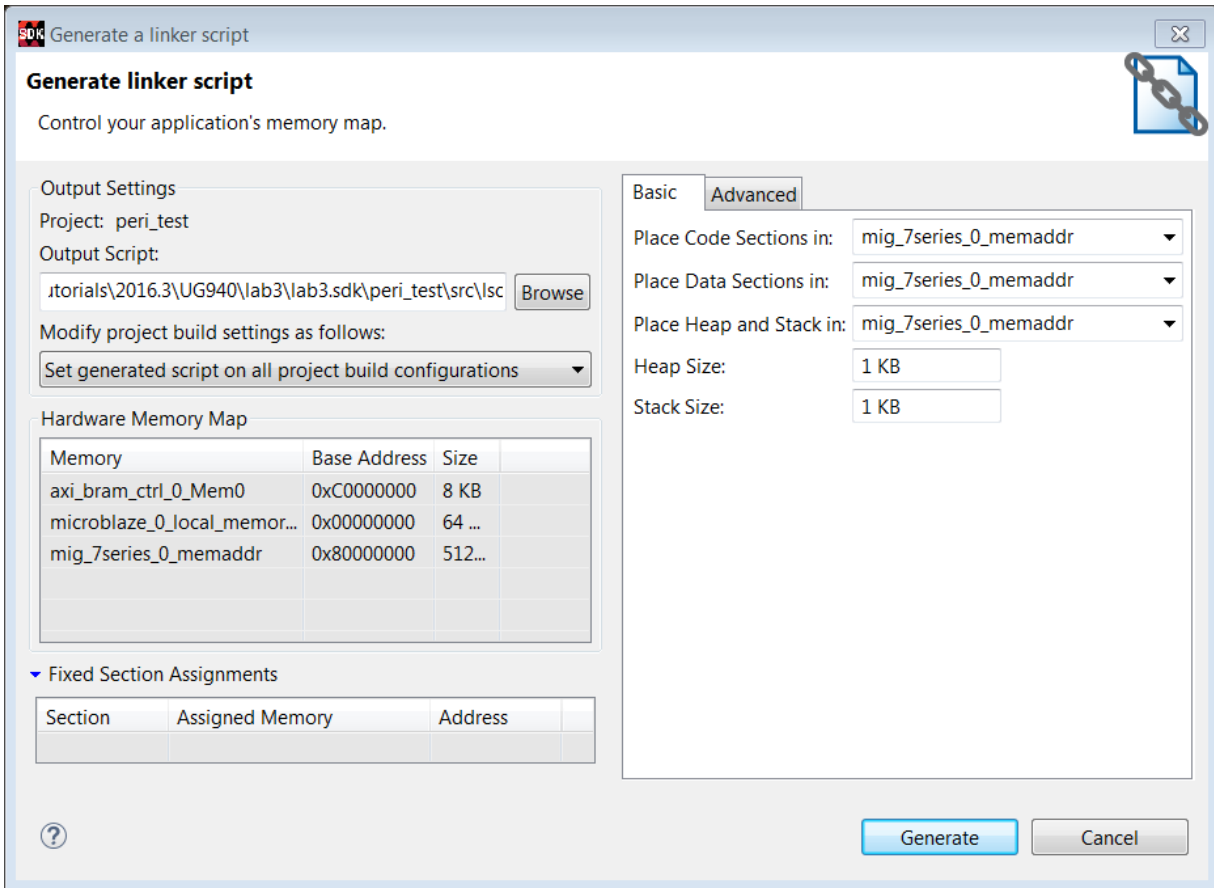 SDK Generate a linker script
Generate linker script
Control your application's memory map.
Output Settings
Project: peri_test
Output Script:
utorials\2016.3\UG940\lab3\lab3.sdk\peri_test\src\lsc Browse
Modify project build settings as follows:
Set generated script on all project build configurations
Hardware Memory Map
Memory Base Address Size
axi_bram_ctrl_0_Mem0 0xC0000000 8 KB
microblaze_0_local_memor... 0x00000000 64 ...
mig_7series_0_memaddr 0x80000000 512...
Fixed Section Assignments
Section Assigned Memory Address
Basic Advanced
Place Code Sections in: mig_7series_0_memaddr
Place Data Sections in: mig_7series_0_memaddr
Place Heap and Stack in: mig_7series_0_memaddr
Heap Size: 1 KB
Stack Size: 1 KB
? Generate Cancel